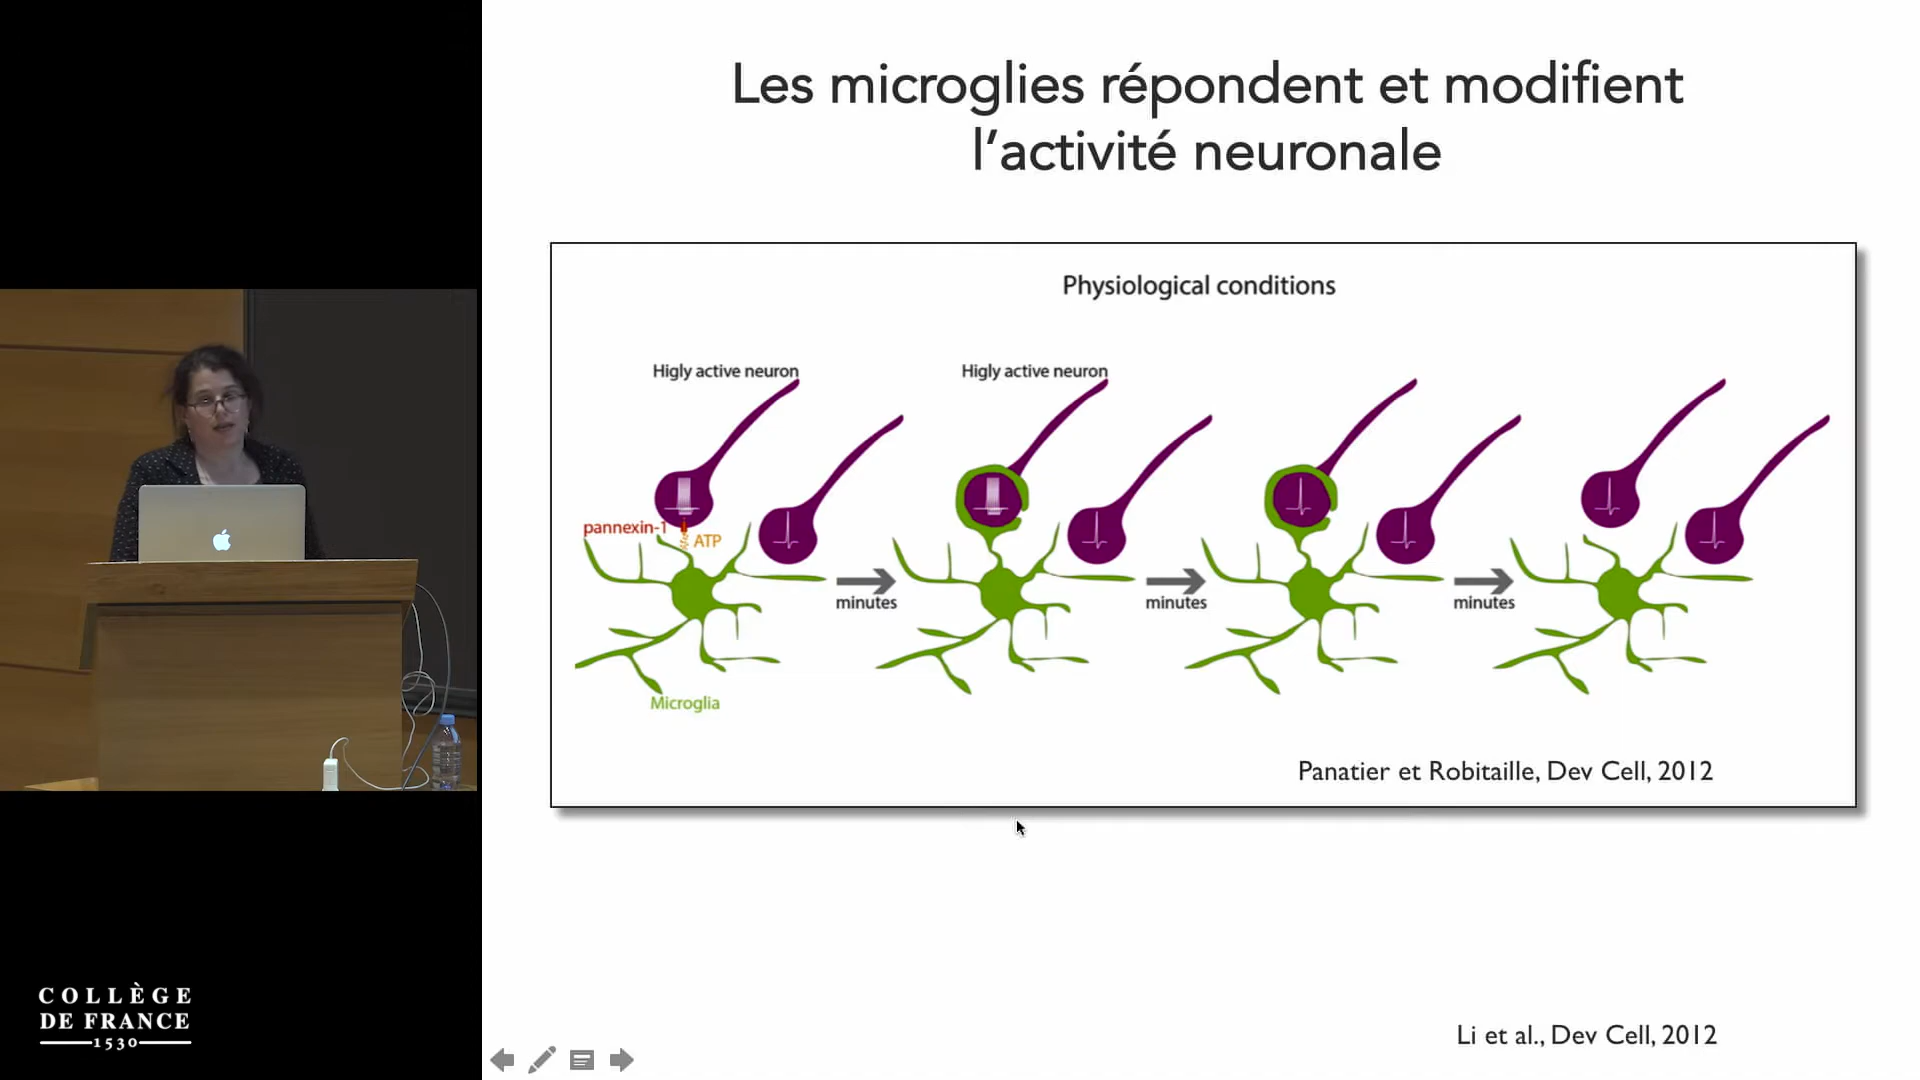 Les microglies répondent et modifient
l'activité neuronale
Physiological conditions
Higly active neuron
Higly active neuron
pannexin-1
ATP
minutes
minutes
minutes
Microglia
Panatier et Robitaille, Dev Cell, 2012
Li et al., Dev Cell, 2012
COLLÈGE
DE FRANCE
1530